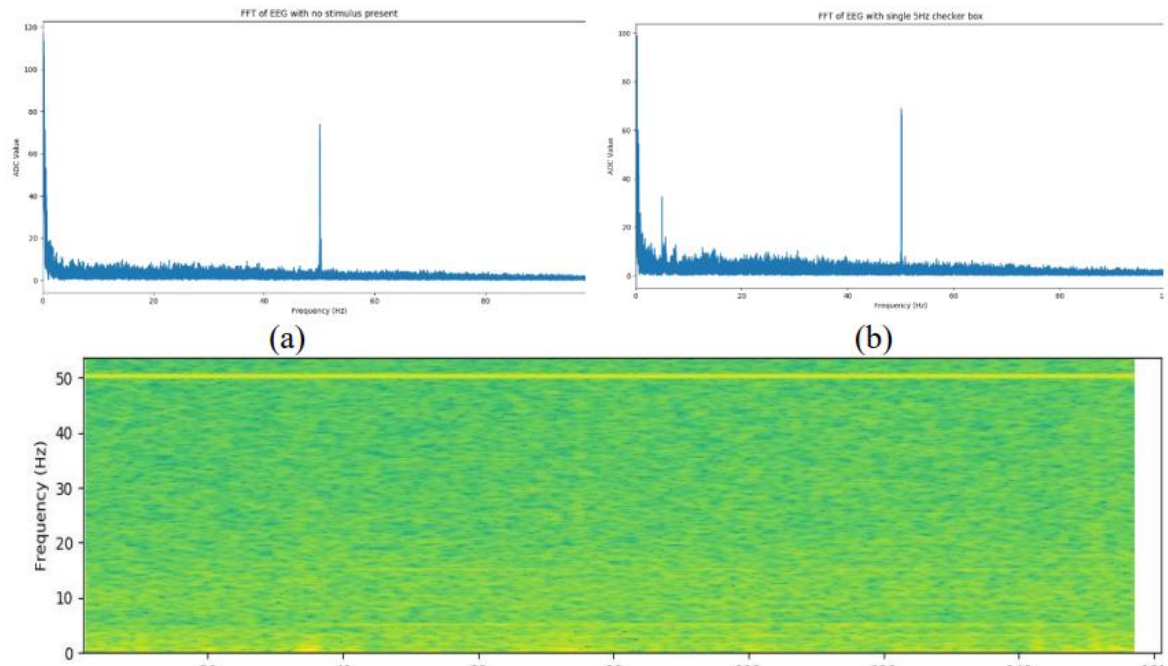 FFT of EEG with no stimulus present
120
100
80
60
40
20
0
ADC Value
0 20 40 60 80
Frequency (Hz)
(a)
FFT of EEG with single 5Hz checker box
100
80
60
40
20
0
ADC Value
0 20 40 60 80
Frequency (Hz)
(b)
50
40
30
20
10
0
Frequency (Hz)